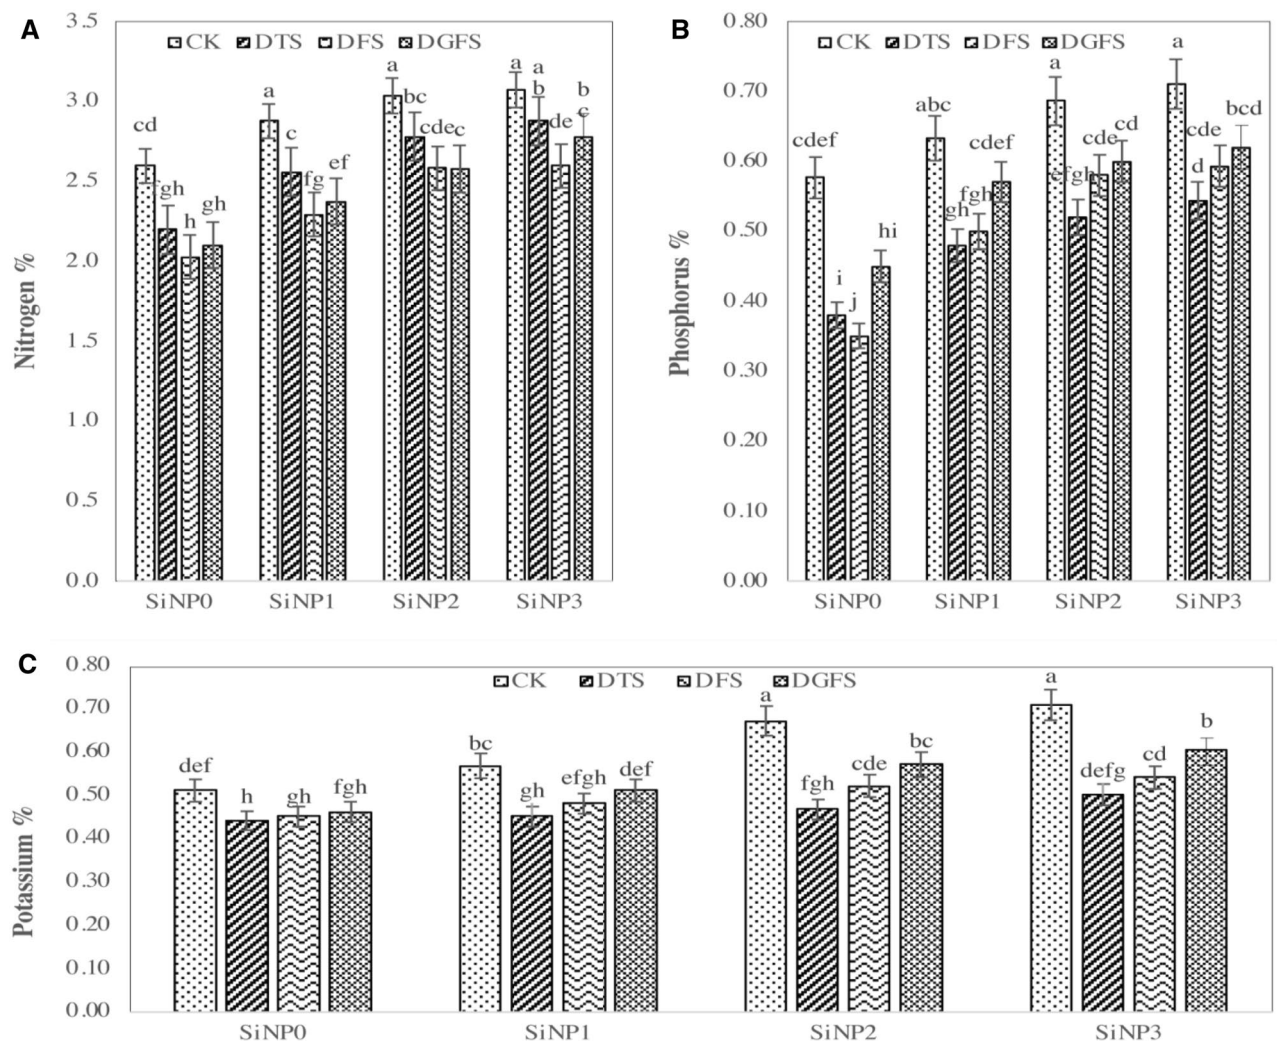 A
3.5
CK DTS DFS DGFS
3.0
2.5
2.0
1.5
1.0
0.5
0.0
Nitrogen %
cd fgh h gh
a c fg ef
a bc cde c
a a b de b c
SiNP0 SiNP1 SiNP2 SiNP3
B
0.80
CK DTS DFS DGFS
0.70
0.60
0.50
0.40
0.30
0.20
0.10
0.00
Phosphorus %
cdef i j hi
abc gh fgh cdef
a efgh cde cd
a d cde bcd
SiNP0 SiNP1 SiNP2 SiNP3
C
0.80
CK DTS DFS DGFS
0.70
0.60
0.50
0.40
0.30
0.20
0.10
0.00
Potassium %
def h gh fgh
bc gh efgh def
a fgh cde bc
a defg cd b
SiNP0 SiNP1 SiNP2 SiNP3